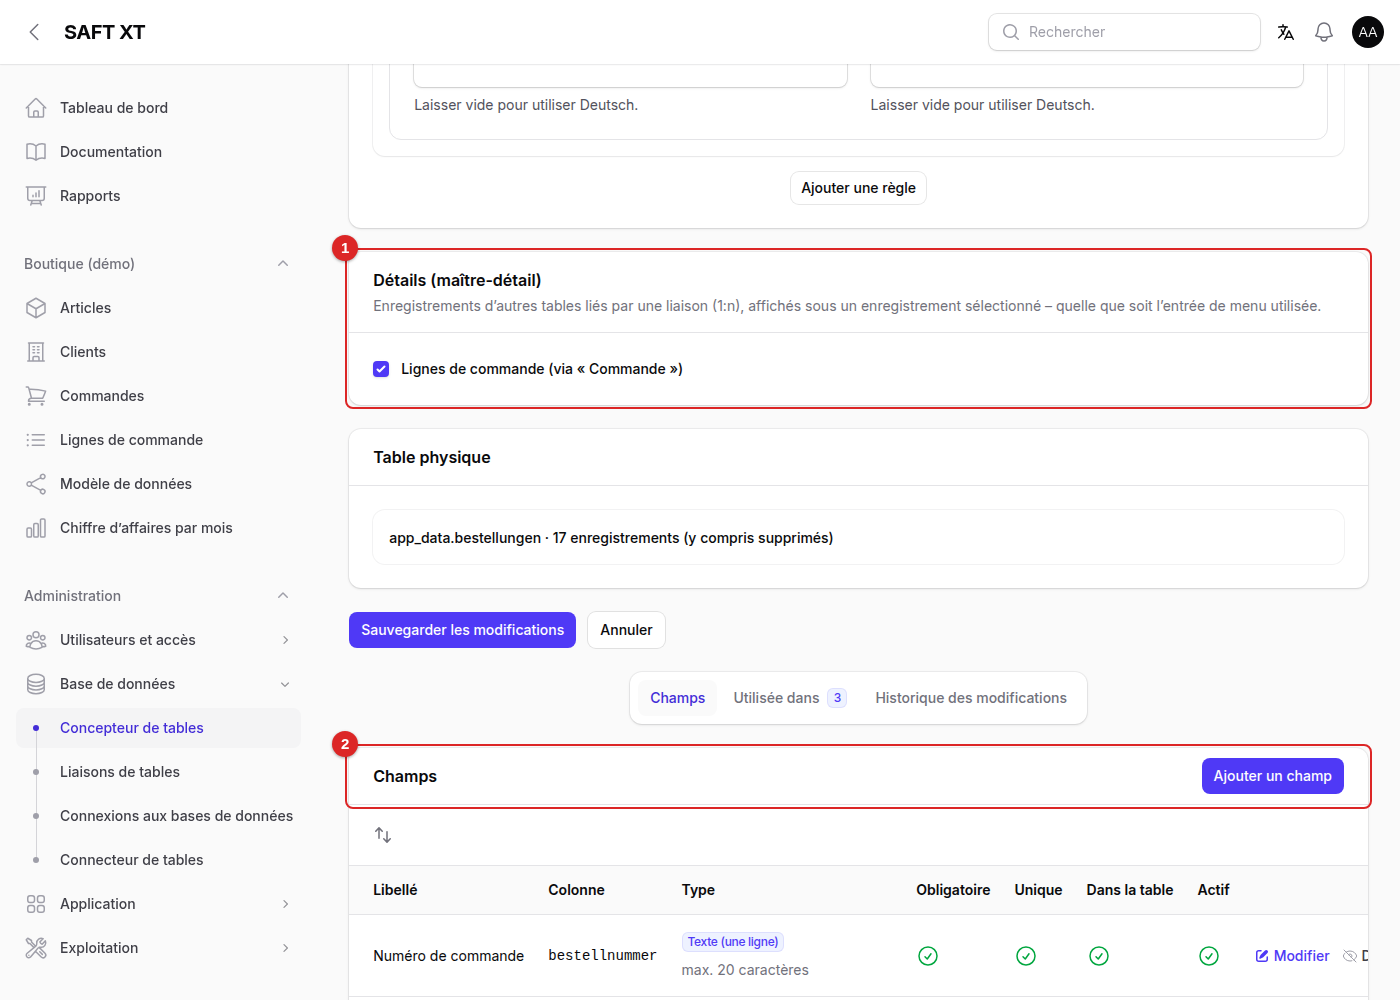 SAFT XT
Rechercher
AA
Tableau de bord
Documentation
Rapports
Boutique (démo)
Articles
Clients
Commandes
Lignes de commande
Modèle de données
Chiffre d’affaires par mois
Administration
Utilisateurs et accès
Base de données
Concepteur de tables
Liaisons de tables
Connexions aux bases de données
Connecteur de tables
Application
Exploitation
Laisser vide pour utiliser Deutsch.
Laisser vide pour utiliser Deutsch.
Ajouter une règle
1
Détails (maître-détail)
Enregistrements d’autres tables liés par une liaison (1:n), affichés sous un enregistrement sélectionné – quelle que soit l’entrée de menu utilisée.
Lignes de commande (via « Commande »)
Table physique
app_data.bestellungen · 17 enregistrements (y compris supprimés)
Sauvegarder les modifications
Annuler
Champs
Utilisée dans 3
Historique des modifications
2
Champs
Ajouter un champ
Libellé Colonne Type Obligatoire Unique Dans la table Actif
Numéro de commande bestellnummer Texte (une ligne) Modifier D
max. 20 caractères